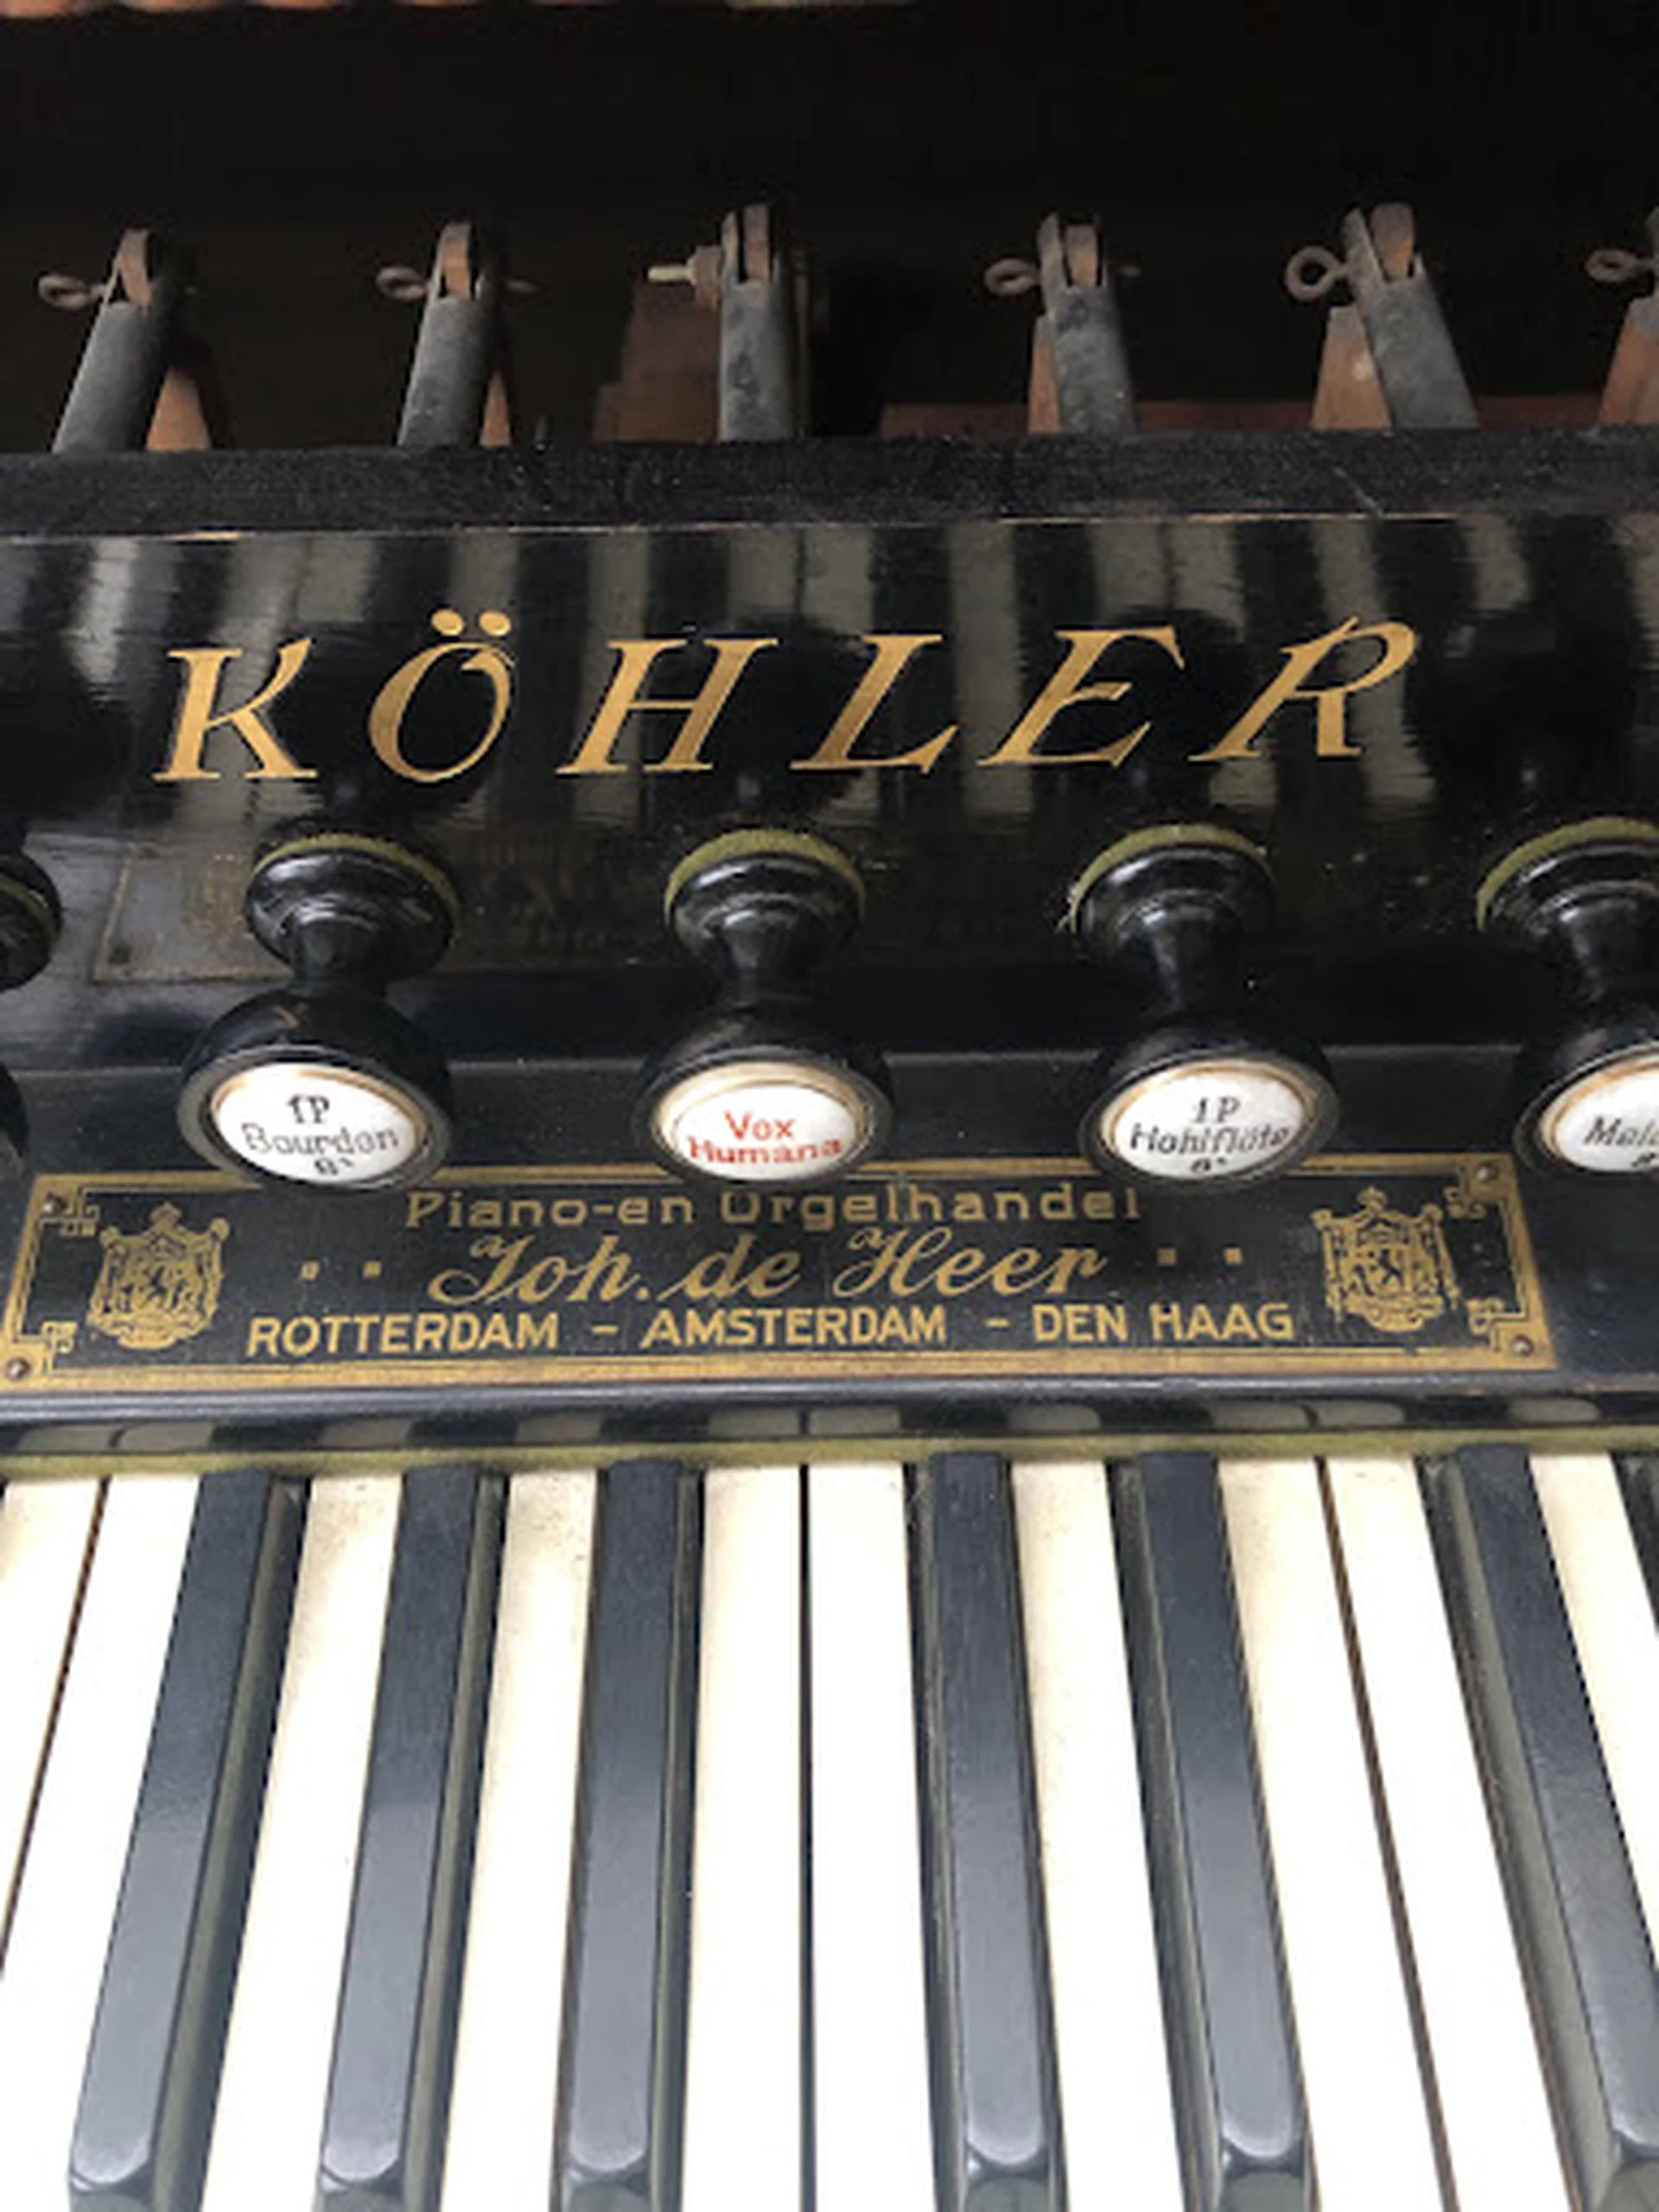 KÖHLER
1P
Bourdon
8'
Vox
Humana
1P
Hohlflöte
8'
Piano-en Orgelhandel
Joh. de Heer
ROTTERDAM - AMSTERDAM - DEN HAAG